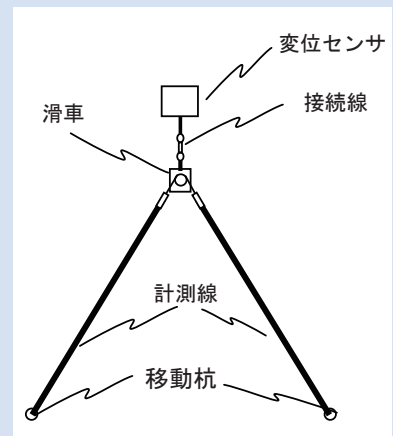 変位センサ
接続線
滑車
計測線
移動杭